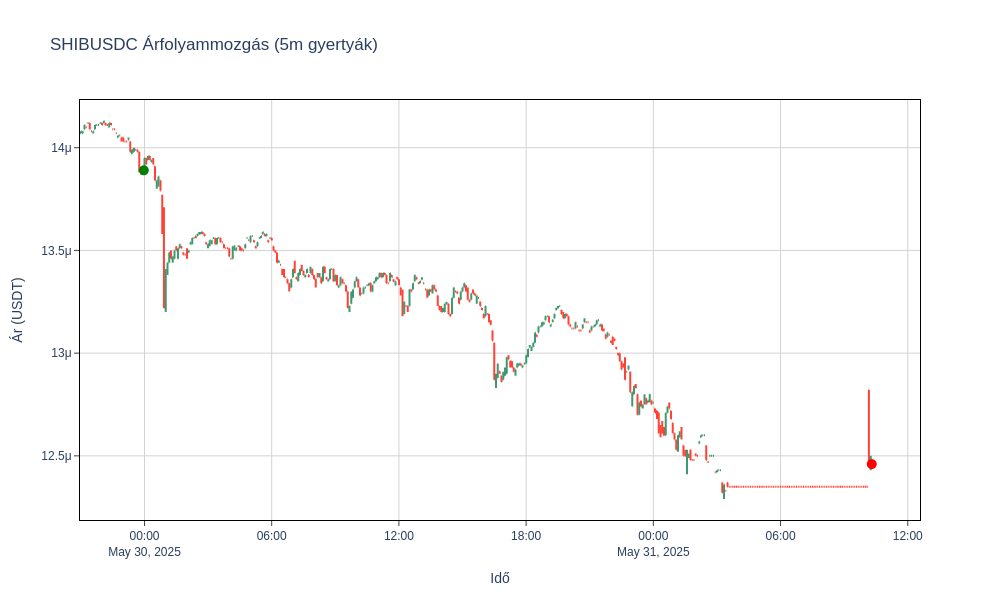 SHIBUSDC Árfolyammozgás (5m gyertyák)
14μ
13.5μ
13μ
12.5μ
Ár (USDT)
00:00 06:00 12:00 18:00 00:00 06:00 12:00
May 30, 2025 May 31, 2025
Idő